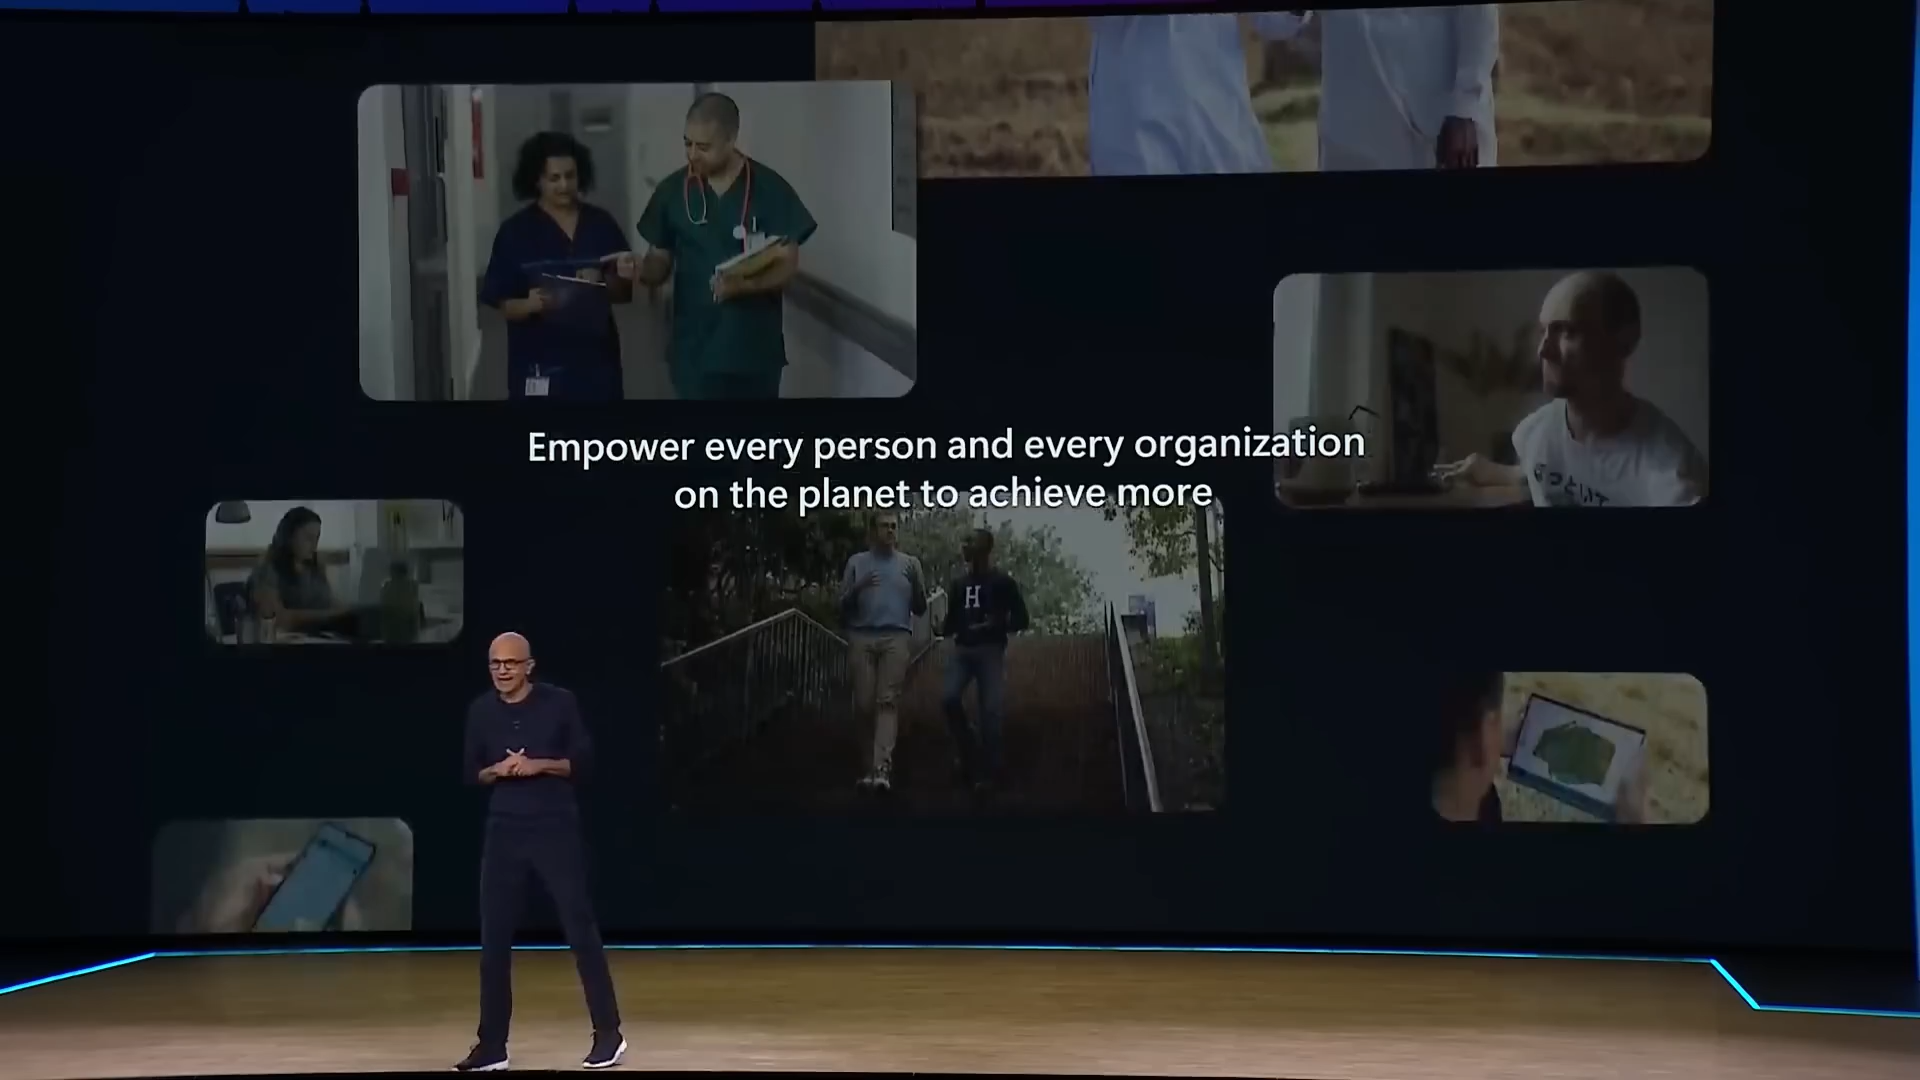 Empower every person and every organization
on the planet to achieve more
H